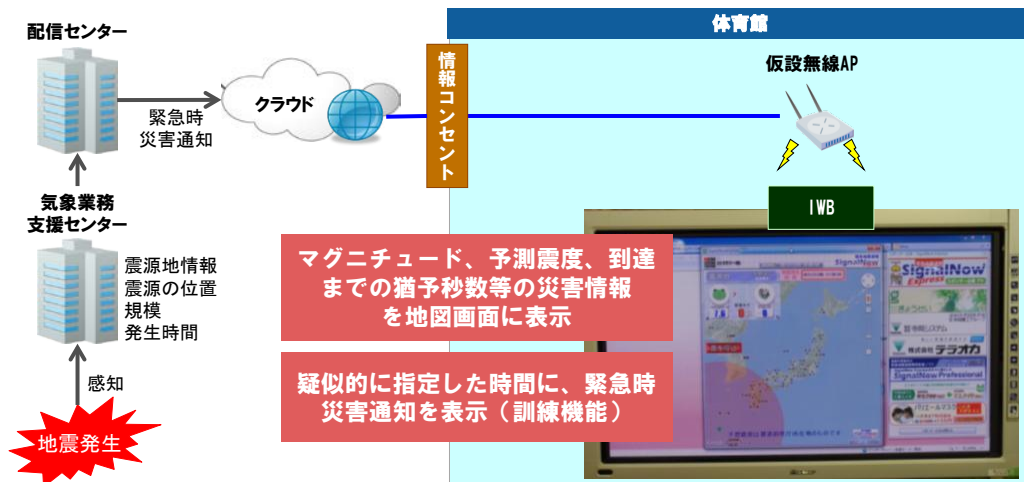 配信センター
緊急時
災害通知
クラウド
気象業務
支援センター
震源地情報
震源の位置
規模
発生時間
感知
地震発生
情報コンセント
体育館
仮設無線AP
IWB
マグニチュード、予測震度、到達
までの猶予秒数等の災害情報
を地図画面に表示
疑似的に指定した時間に、緊急時
災害通知を表示（訓練機能）
SignalNow
SignalNow
Express
株式会社 テラオカ
SignalNow Professional